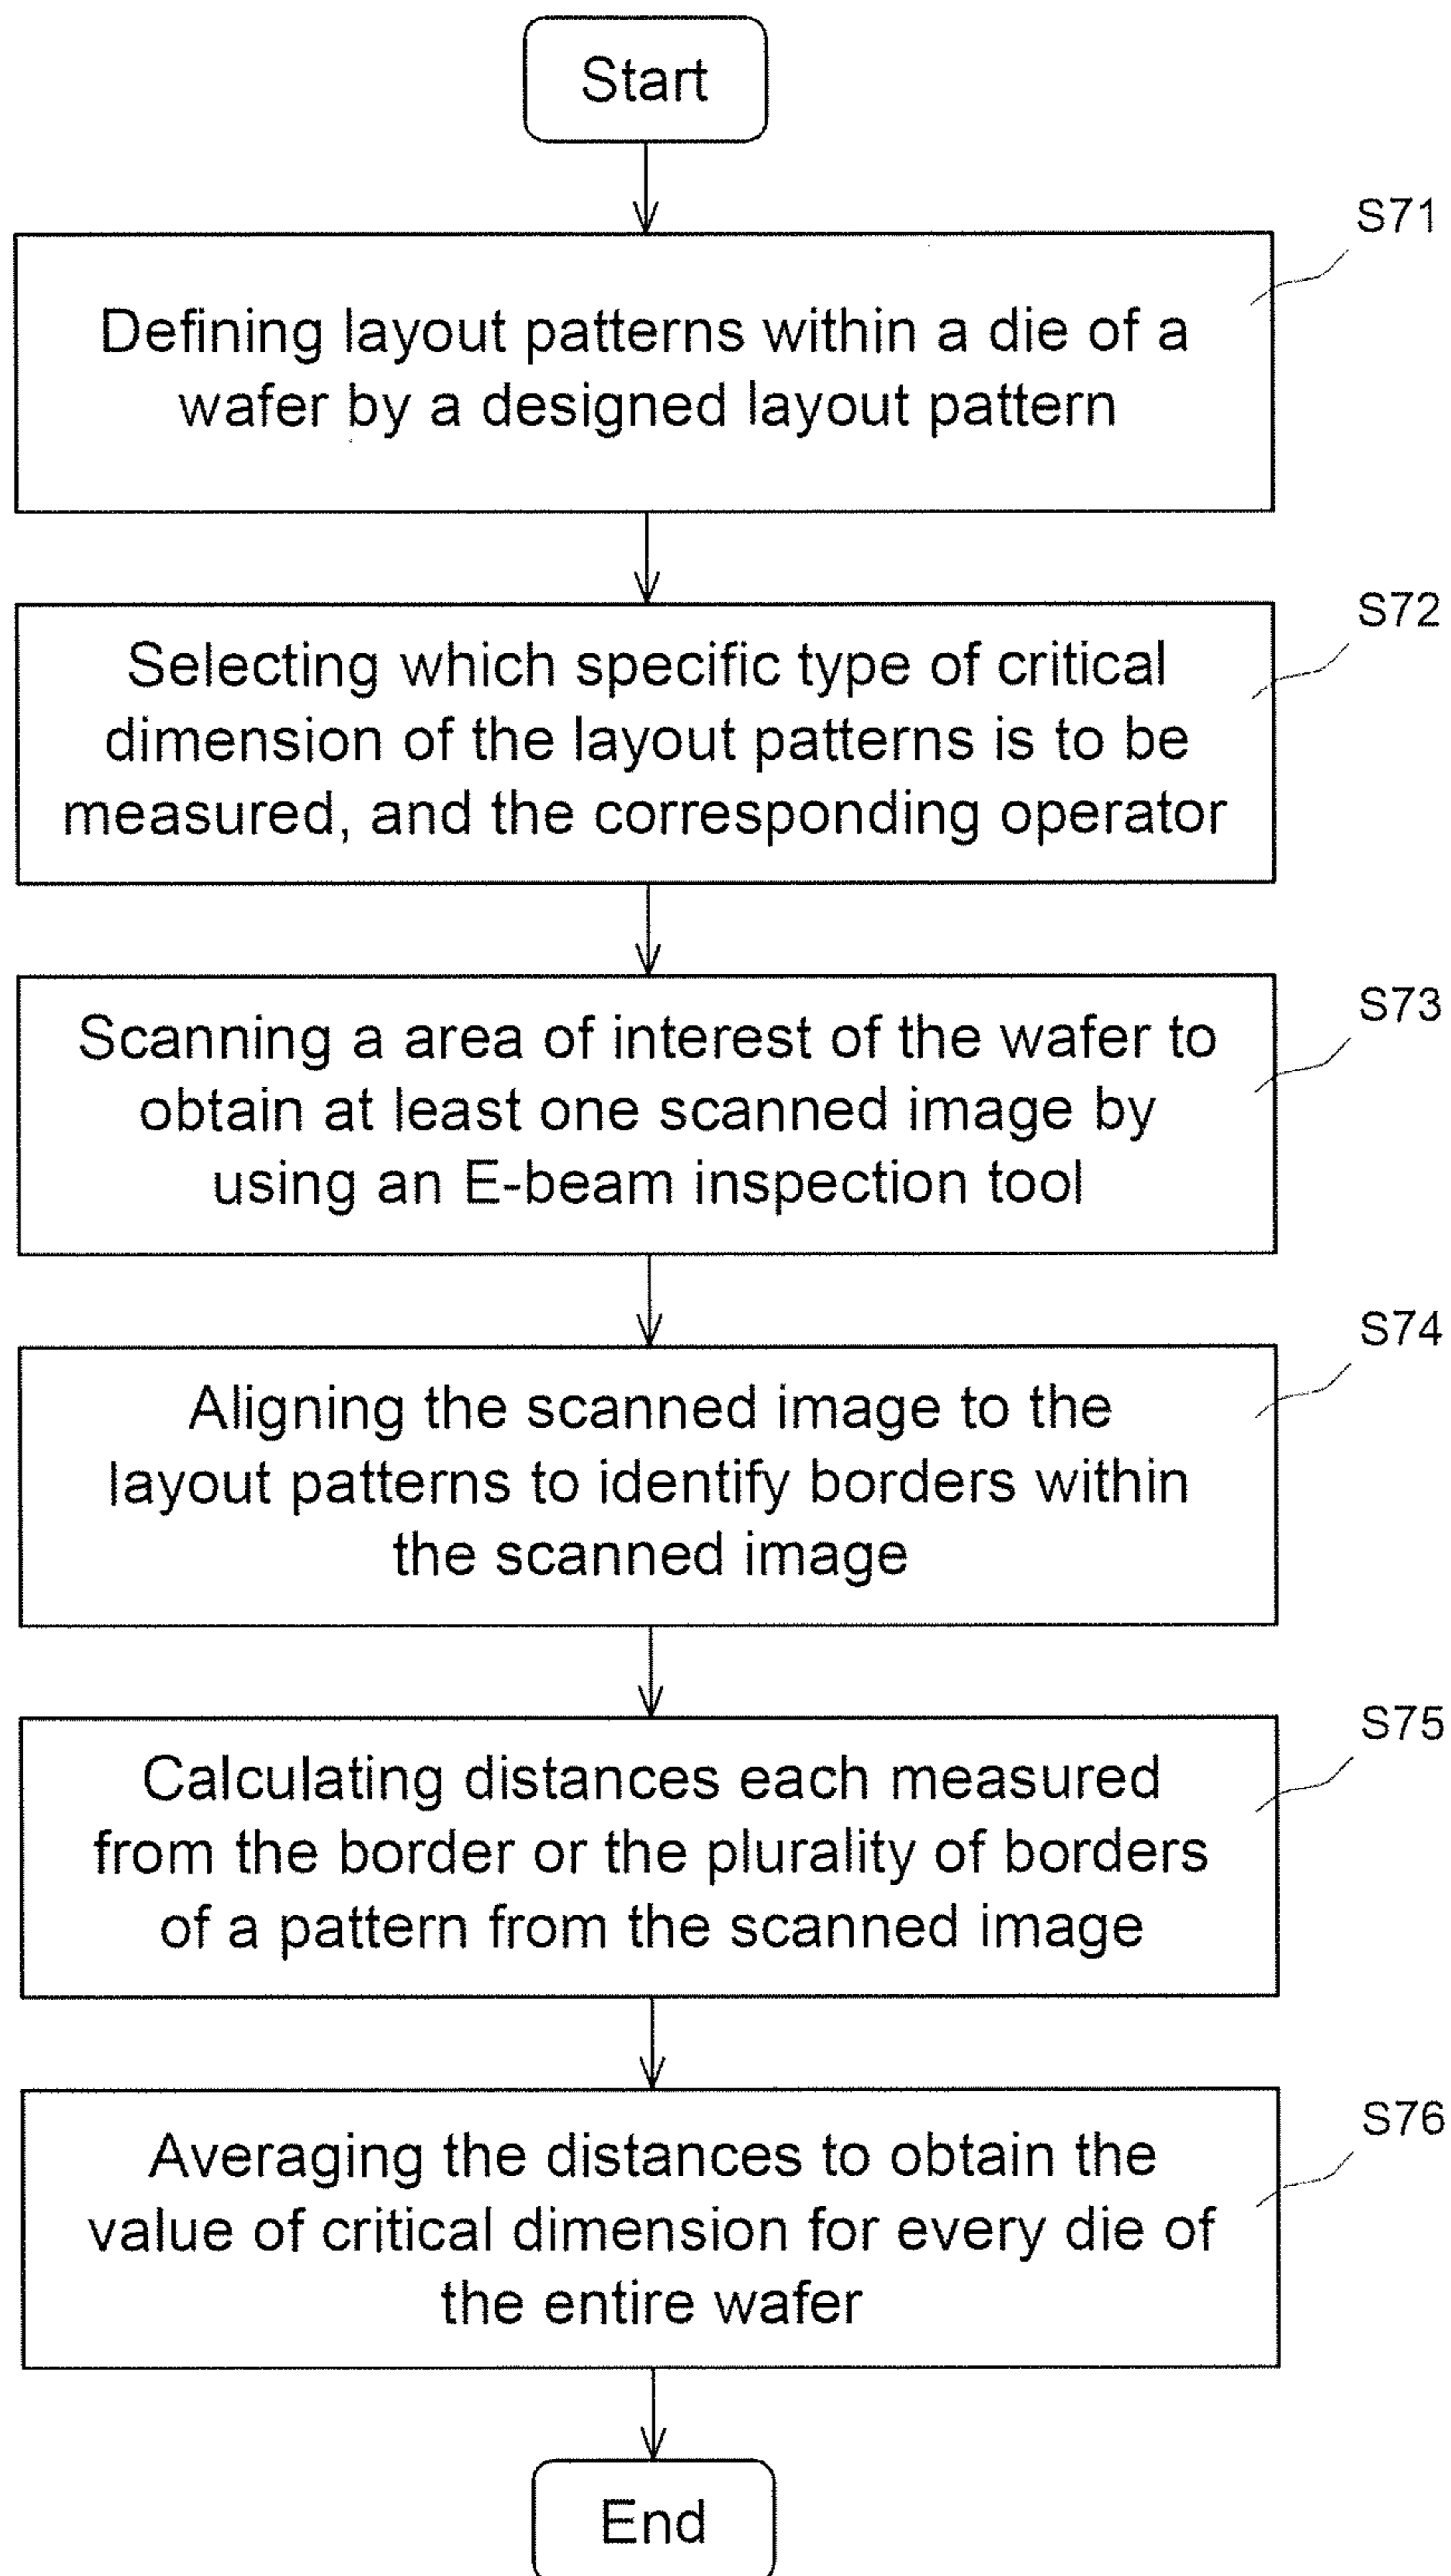 Start
S71
Defining layout patterns within a die of a
wafer by a designed layout pattern
S72
Selecting which specific type of critical
dimension of the layout patterns is to be
measured, and the corresponding operator
S73
Scanning a area of interest of the wafer to
obtain at least one scanned image by
using an E-beam inspection tool
S74
Aligning the scanned image to the
layout patterns to identify borders within
the scanned image
S75
Calculating distances each measured
from the border or the plurality of borders
of a pattern from the scanned image
S76
Averaging the distances to obtain the
value of critical dimension for every die of
the entire wafer
End